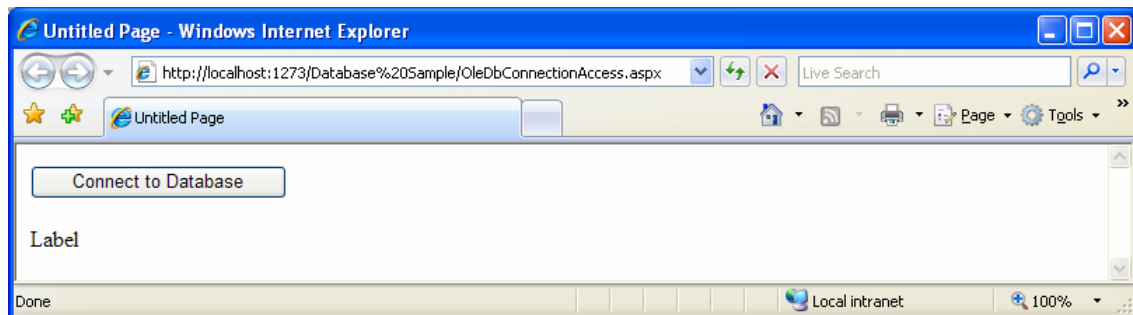 Untitled Page - Windows Internet Explorer
http://localhost:1273/Database%20Sample/OleDbConnectionAccess.aspx
Live Search
Untitled Page
Page
Tools
Connect to Database
Label
Done
Local intranet
100%